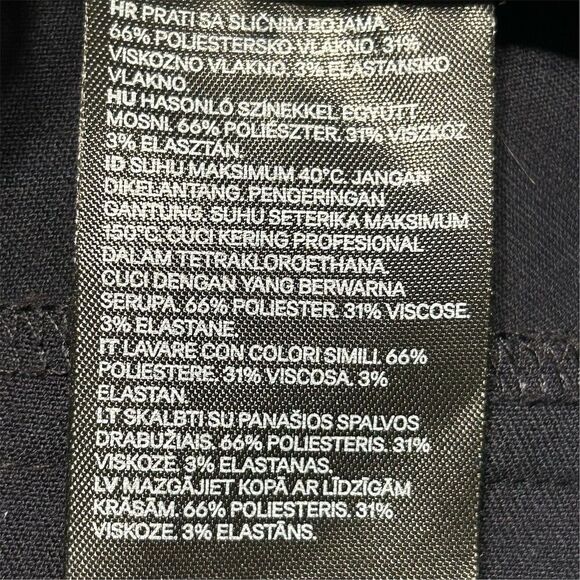 HR PRATI SA SLIČNIM BOJAMA.
66% POLIESTERSKO VLAKNO. 31%
VISKOZNO VLAKNO. 3% ELASTANSKO
VLAKNO.
HU HASONLÓ SZÍNEKKEL EGYÜTT
MOSNI. 66% POLIÉSZTER. 31% VISZKÓZ.
3% ELASZTÁN.
ID SUHU MAKSIMUM 40°C. JANGAN
DIKELANTANG. PENGERINGAN
GANTUNG. SUHU SETERIKA MAKSIMUM
150°C. CUCI KERING PROFESIONAL
DALAM TETRAKLOROETHANA.
CUCI DENGAN YANG BERWARNA
SERUPA. 66% POLIESTER. 31% VISCOSE.
3% ELASTANE.
IT LAVARE CON COLORI SIMILI. 66%
POLIESTERE. 31% VISCOSA. 3%
ELASTAN.
LT SKALBTI SU PANAŠIOS SPALVOS
DRABUŽIAIS. 66% POLIESTERIS. 31%
VISKOZĖ. 3% ELASTANAS.
LV MAZGĀJIET KOPĀ AR LĪDZĪGĀM
KRĀSĀM. 66% POLIESTERIS. 31%
VISKOZE. 3% ELASTĀNS.